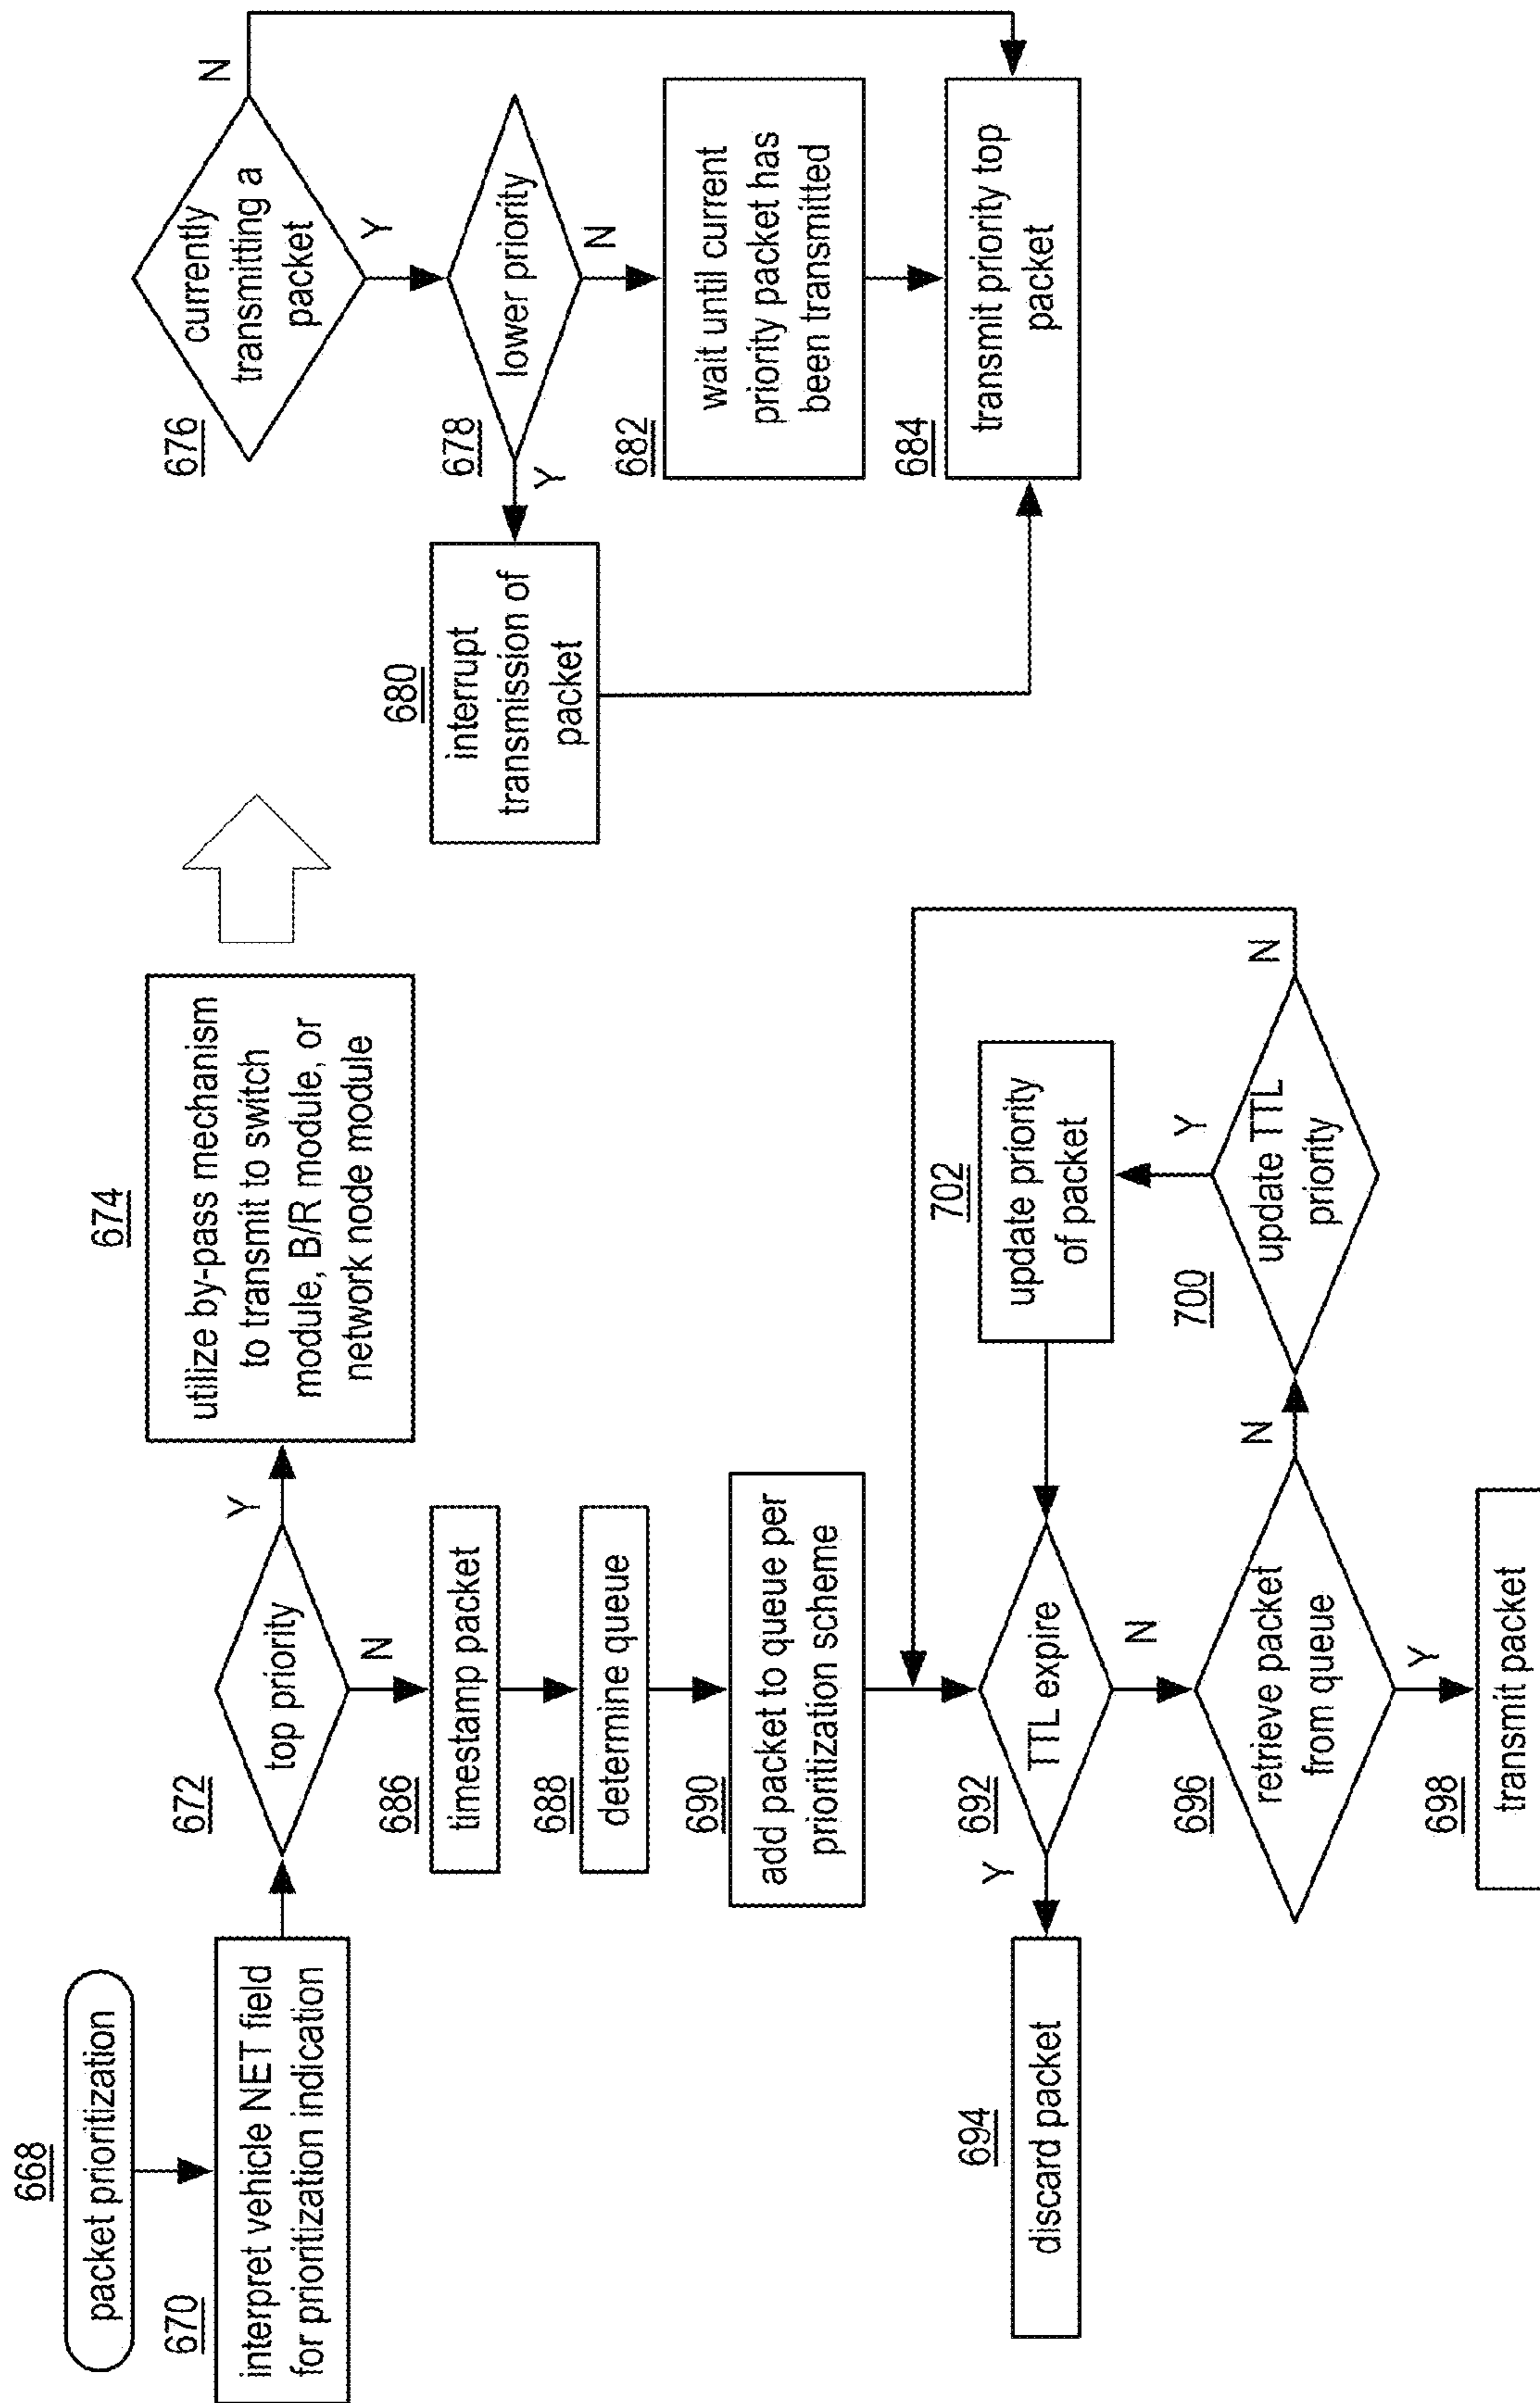 668
packet prioritization
670
interpret vehicle NET field
for prioritization indication
672
top priority
Y
N
674
utilize by-pass mechanism
to transmit to switch
module, B/R module, or
network node module
676
currently
transmitting a
packet
N
Y
678
lower priority
Y
N
680
interrupt
transmission of
packet
682
wait until current
priority packet has
been transmitted
684
transmit priority top
packet
686
timestamp packet
688
determine queue
690
add packet to queue per
prioritization scheme
692
TTL expire
Y
N
694
discard packet
696
retrieve packet
from queue
N
Y
698
transmit packet
700
update TTL
priority
Y
N
702
update priority
of packet